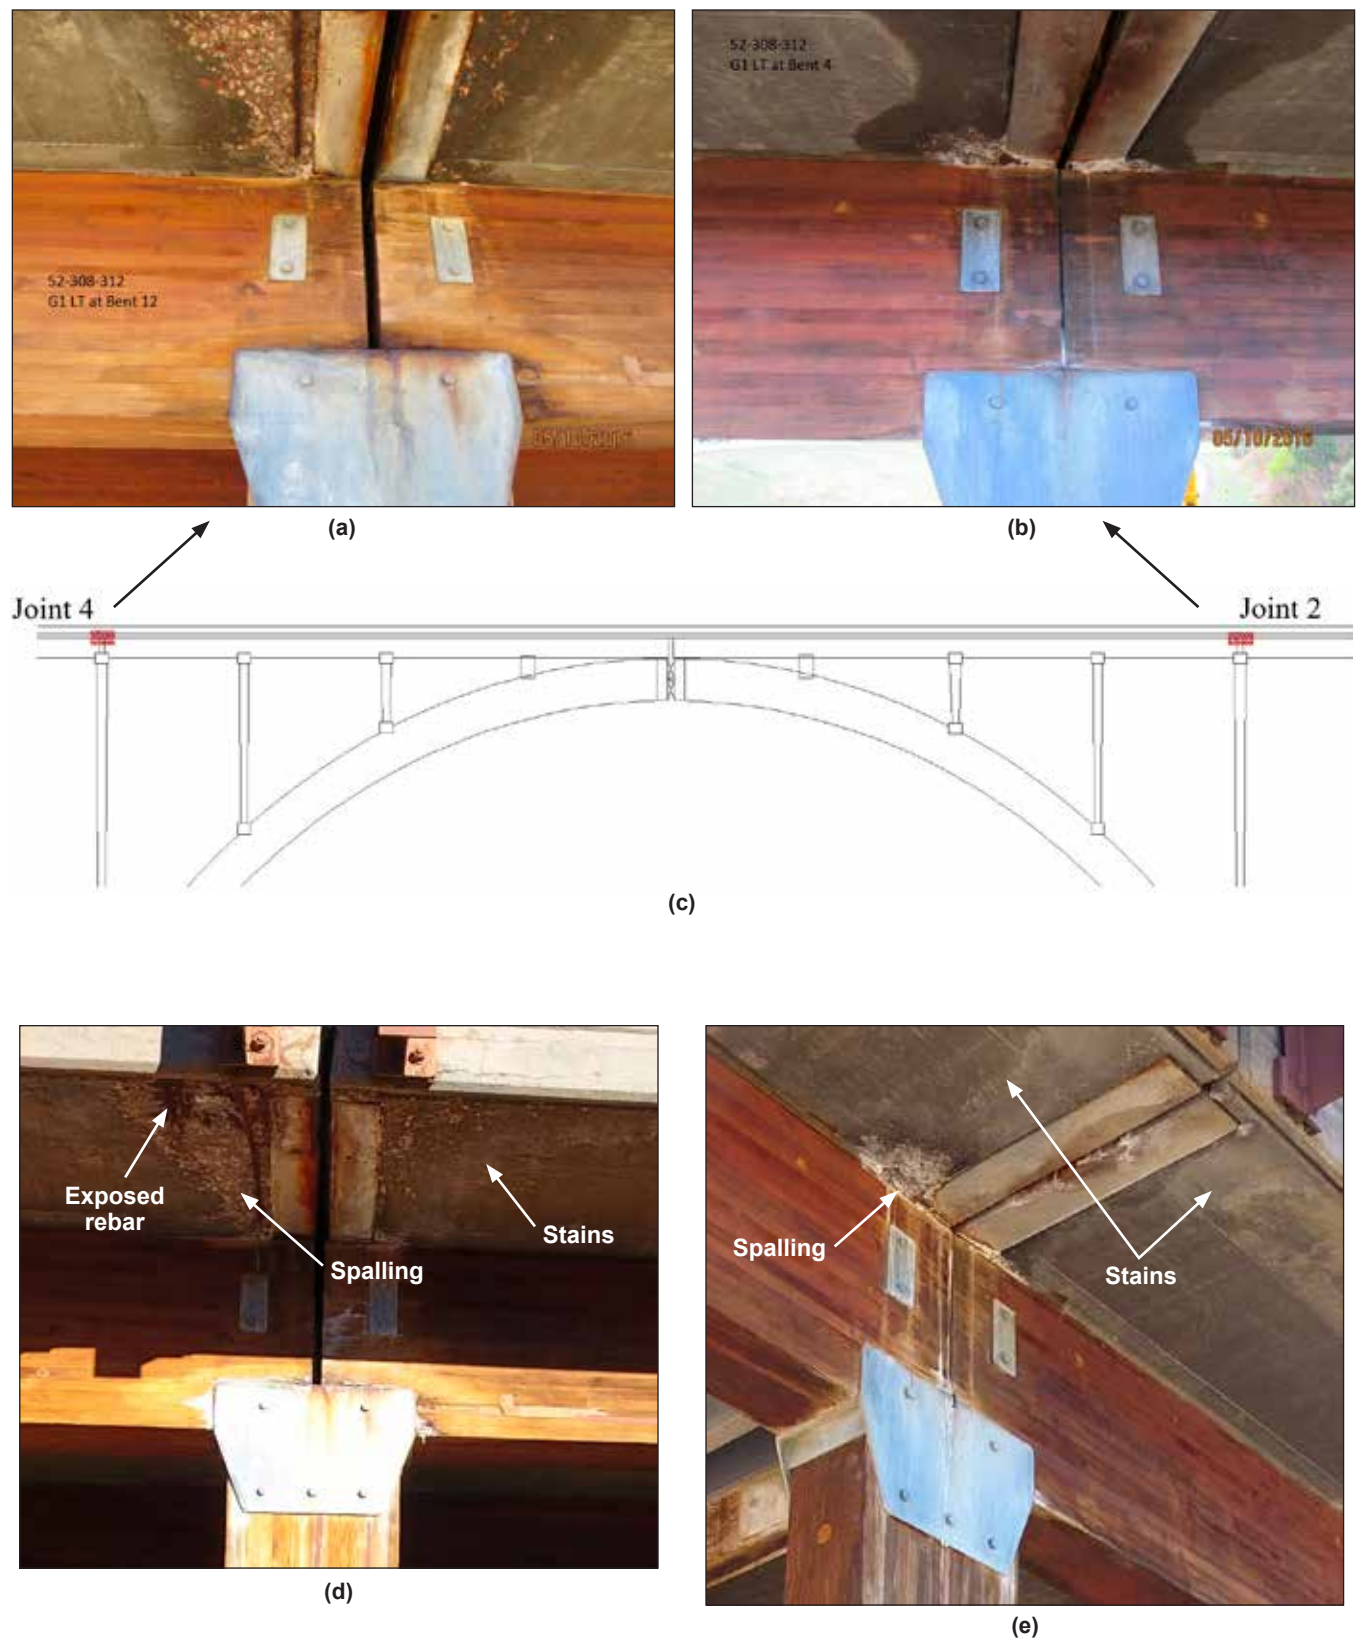 52-308-312
G1 LT at Bent 12
52-308-312
G1 LT at Bent 4
05/10/2016
(a)
(b)
Joint 4
Joint 2
(c)
Exposed
rebar
Spalling
Stains
Spalling
Stains
(d)
(e)